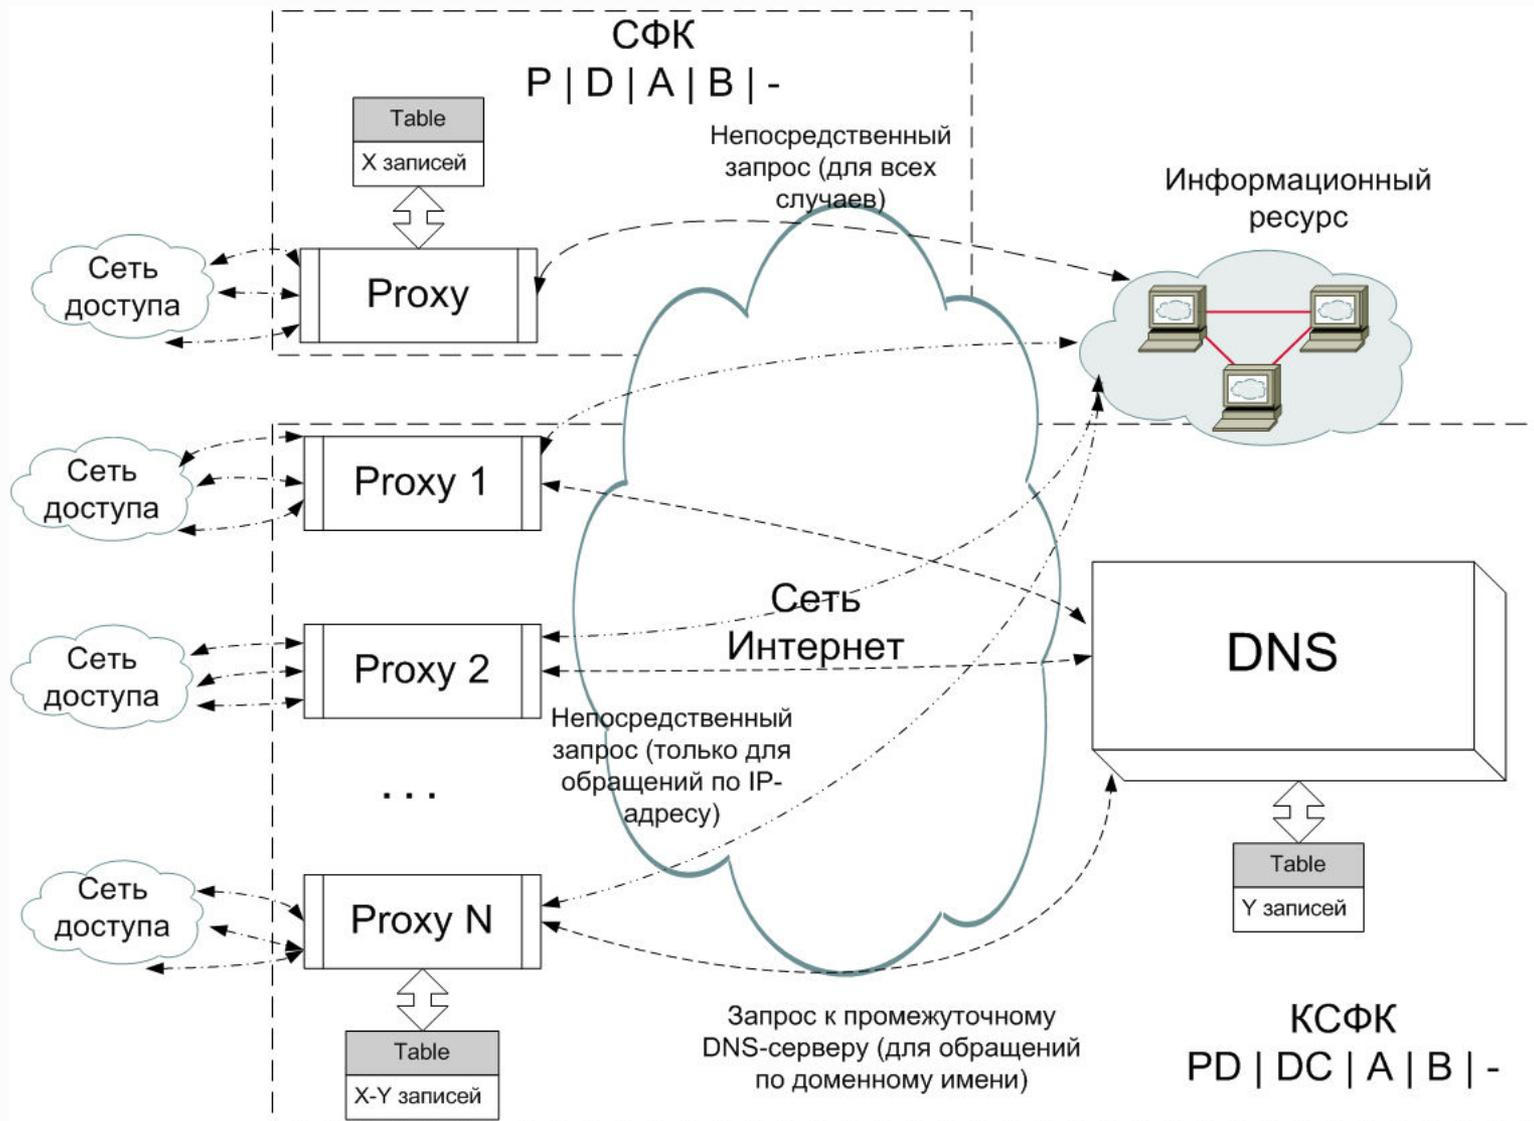 СФК
P | D | A | B | -
Table
X записей
Непосредственный
запрос (для всех
случаев)
Информационный
ресурс
Сеть
доступа
Proxy
Сеть
доступа
Proxy 1
Сеть
Интернет
DNS
Сеть
доступа
Proxy 2
Непосредственный
запрос (только для
обращений по IP-
адресу)
. . .
Table
Y записей
Сеть
доступа
Proxy N
Запрос к промежуточному
DNS-серверу (для обращений
по доменному имени)
КСФК
PD | DC | A | B | -
Table
X-Y записей